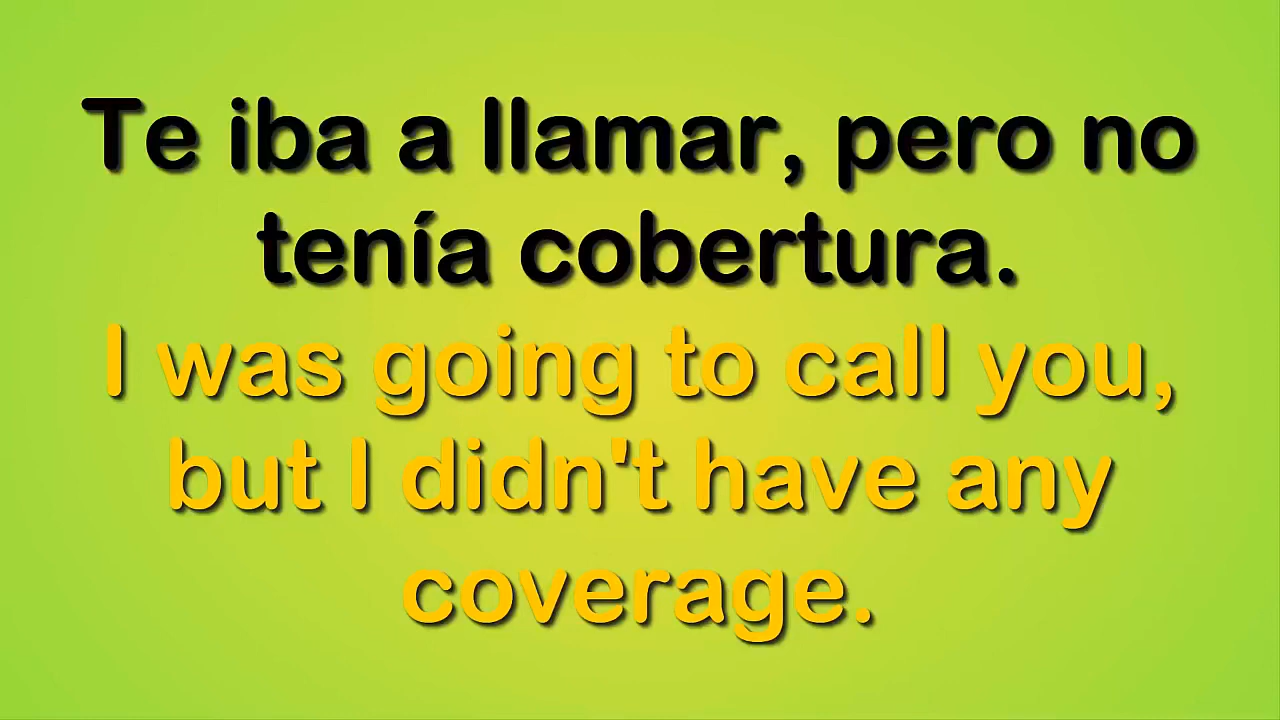 Te iba a llamar, pero no
tenía cobertura.
I was going to call you,
but I didn't have any
coverage.